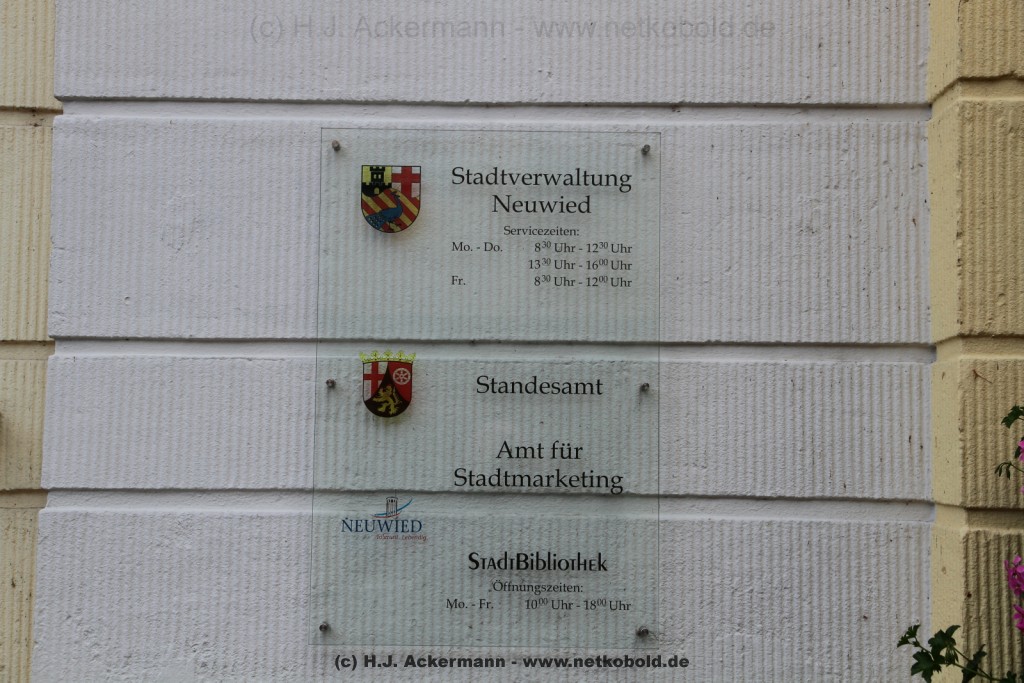 (c) H.J. Ackermann - www.netkobold.de
Stadtverwaltung
Neuwied
Servicezeiten:
Mo. - Do. 8³⁰ Uhr - 12³⁰ Uhr
13³⁰ Uhr - 16⁰⁰ Uhr
Fr. 8³⁰ Uhr - 12⁰⁰ Uhr
Standesamt
Amt für
Stadtmarketing
NEUWIED
StadtBibliothek
Öffnungszeiten:
Mo. - Fr. 10⁰⁰ Uhr - 18⁰⁰ Uhr
(c) H.J. Ackermann - www.netkobold.de